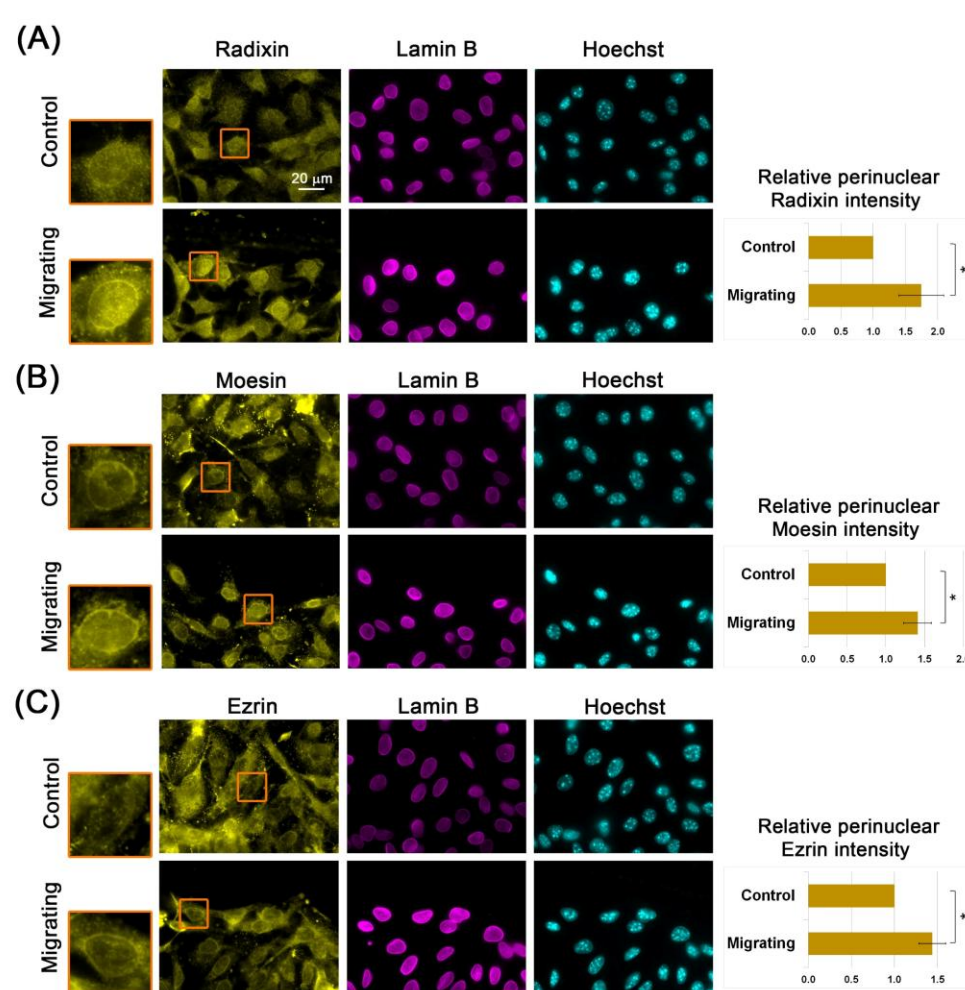 (A)
Radixin Lamin B Hoechst
Control
20 μm
Migrating
Relative perinuclear
Radixin intensity
Control
Migrating
*
0.0 0.5 1.0 1.5 2.0
(B)
Moesin Lamin B Hoechst
Control
Migrating
Relative perinuclear
Moesin intensity
Control
Migrating
*
0.0 0.5 1.0 1.5 2.0
(C)
Ezrin Lamin B Hoechst
Control
Migrating
Relative perinuclear
Ezrin intensity
Control
Migrating
*
0.0 0.5 1.0 1.5